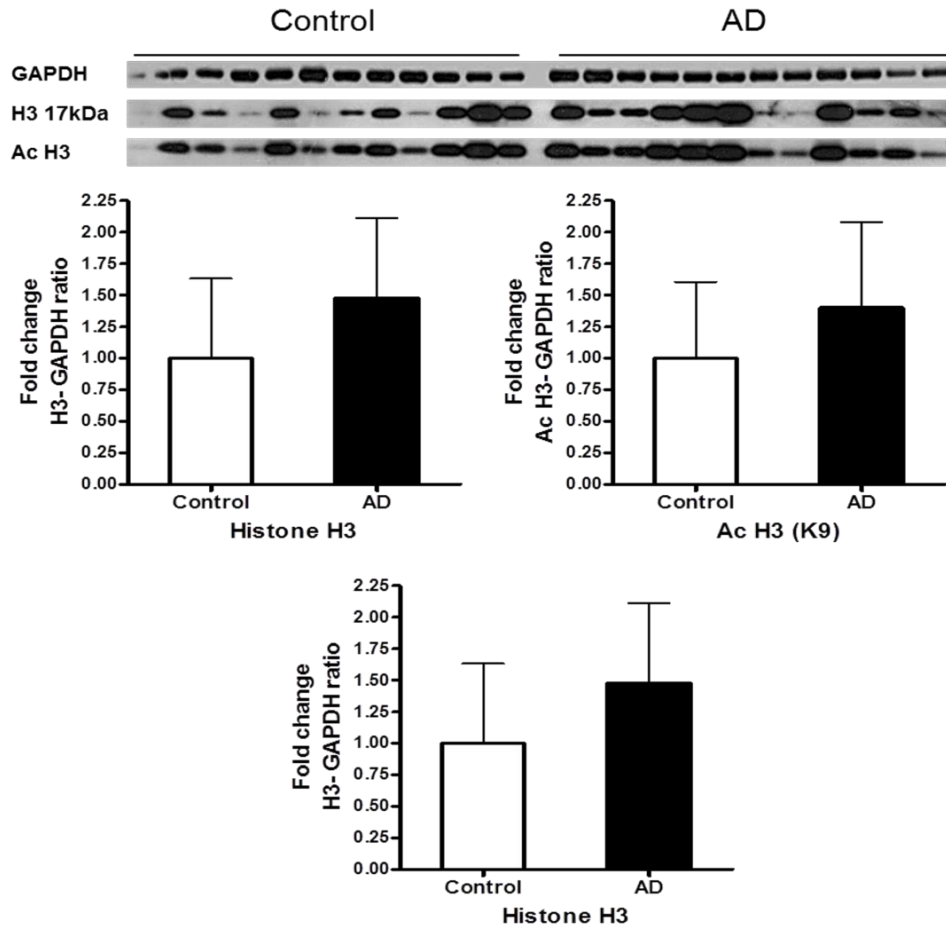 Control AD
GAPDH
H3 17kDa
Ac H3
Fold change
H3- GAPDH ratio
2.25
2.00
1.75
1.50
1.25
1.00
0.75
0.50
0.25
0.00
Control AD
Histone H3
Fold change
Ac H3- GAPDH ratio
2.25
2.00
1.75
1.50
1.25
1.00
0.75
0.50
0.25
0.00
Control AD
Ac H3 (K9)
Fold change
H3- GAPDH ratio
2.25
2.00
1.75
1.50
1.25
1.00
0.75
0.50
0.25
0.00
Control AD
Histone H3